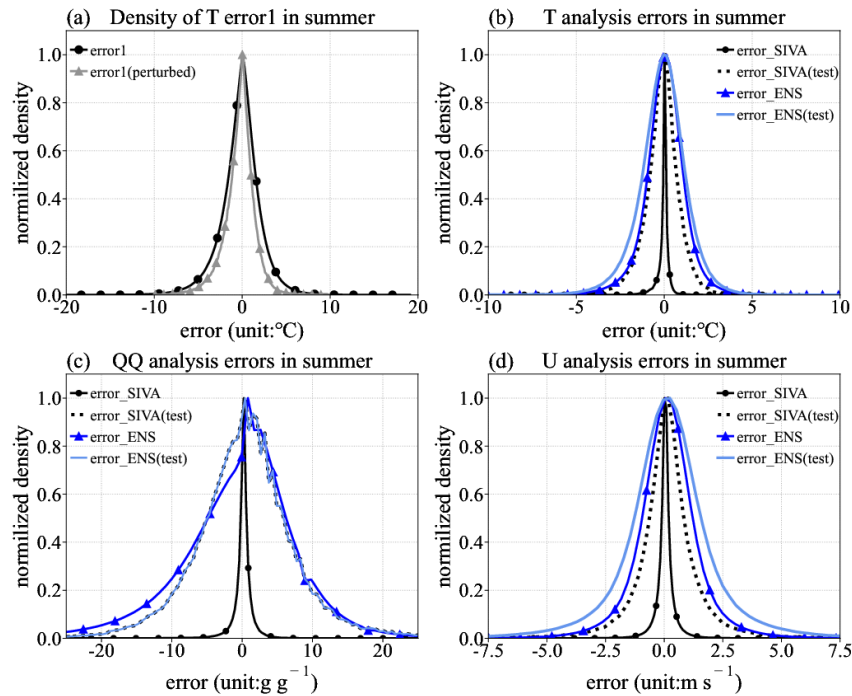 (a) Density of T error1 in summer
normilized density
1.0
0.8
0.6
0.4
0.2
0.0
error1
error1(perturbed)
-20 -10 0 10 20
error (unit:°C)
(b) T analysis errors in summer
normilized density
1.0
0.8
0.6
0.4
0.2
0.0
error_SIVA
error_SIVA(test)
error_ENS
error_ENS(test)
-10 -5 0 5 10
error (unit:°C)
(c) QQ analysis errors in summer
normilized density
1.0
0.8
0.6
0.4
0.2
0.0
error_SIVA
error_SIVA(test)
error_ENS
error_ENS(test)
-20 -10 0 10 20
error (unit:g g⁻¹)
(d) U analysis errors in summer
normilized density
1.0
0.8
0.6
0.4
0.2
0.0
error_SIVA
error_SIVA(test)
error_ENS
error_ENS(test)
-7.5 -5.0 -2.5 0.0 2.5 5.0 7.5
error (unit:m s⁻¹)